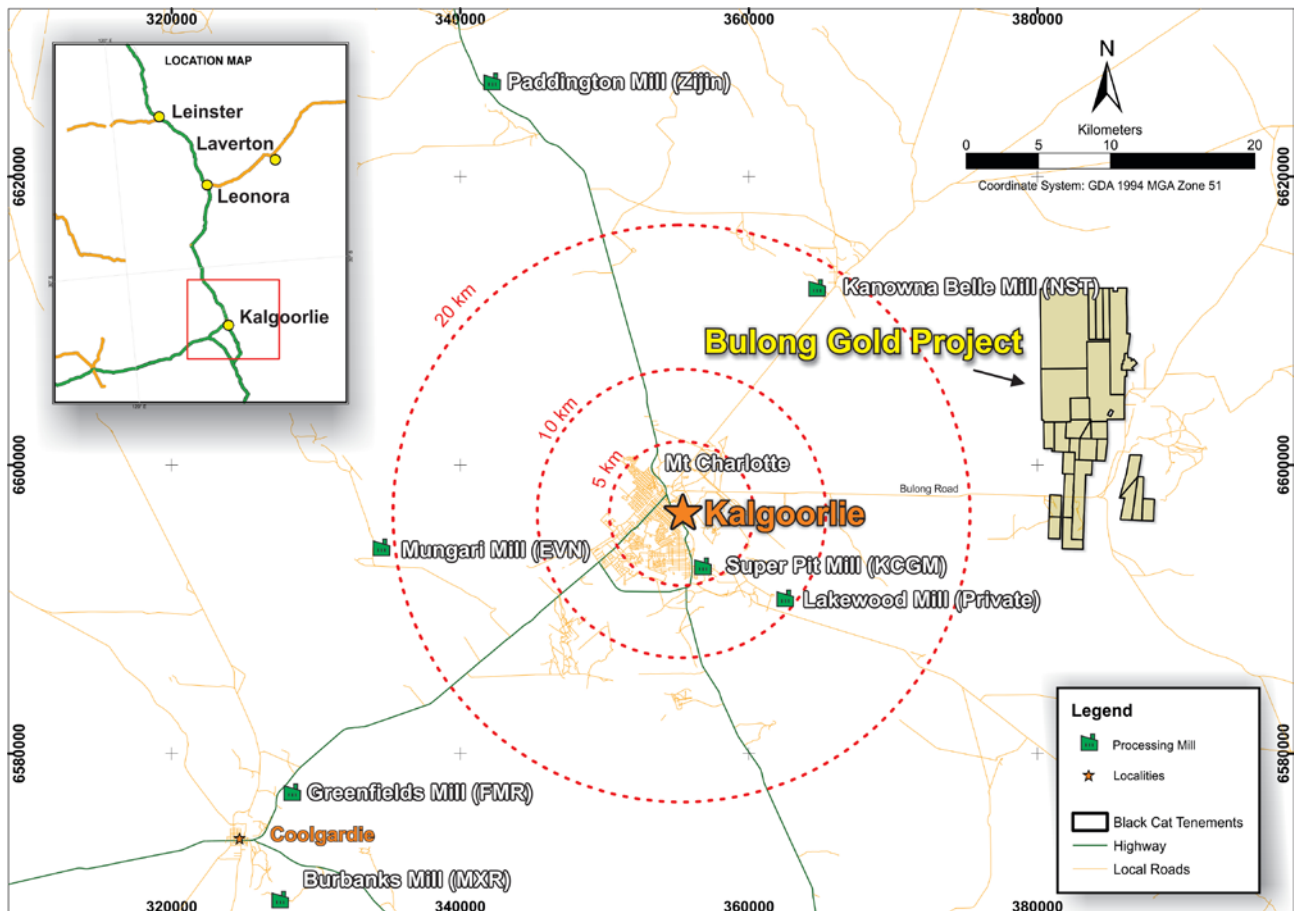 320000
340000
360000
380000
LOCATION MAP
Leinster
Laverton
Leonora
Kalgoorlie
Paddington Mill (Zijin)
N
Kilometers
0 5 10 20
Coordinate System: GDA 1994 MGA Zone 51
6620000
6620000
20 km
Kanowna Belle Mill (NST)
Bulong Gold Project
10 km
5 km
Mt Charlotte
6600000
6600000
Bulong Road
Kalgoorlie
Mungari Mill (EVN)
Super Pit Mill (KCGM)
Lakewood Mill (Private)
6580000
6580000
Greenfields Mill (FMR)
Coolgardie
Burbanks Mill (MXR)
Legend
Processing Mill
Localities
Black Cat Tenements
Highway
Local Roads
320000
340000
360000
380000